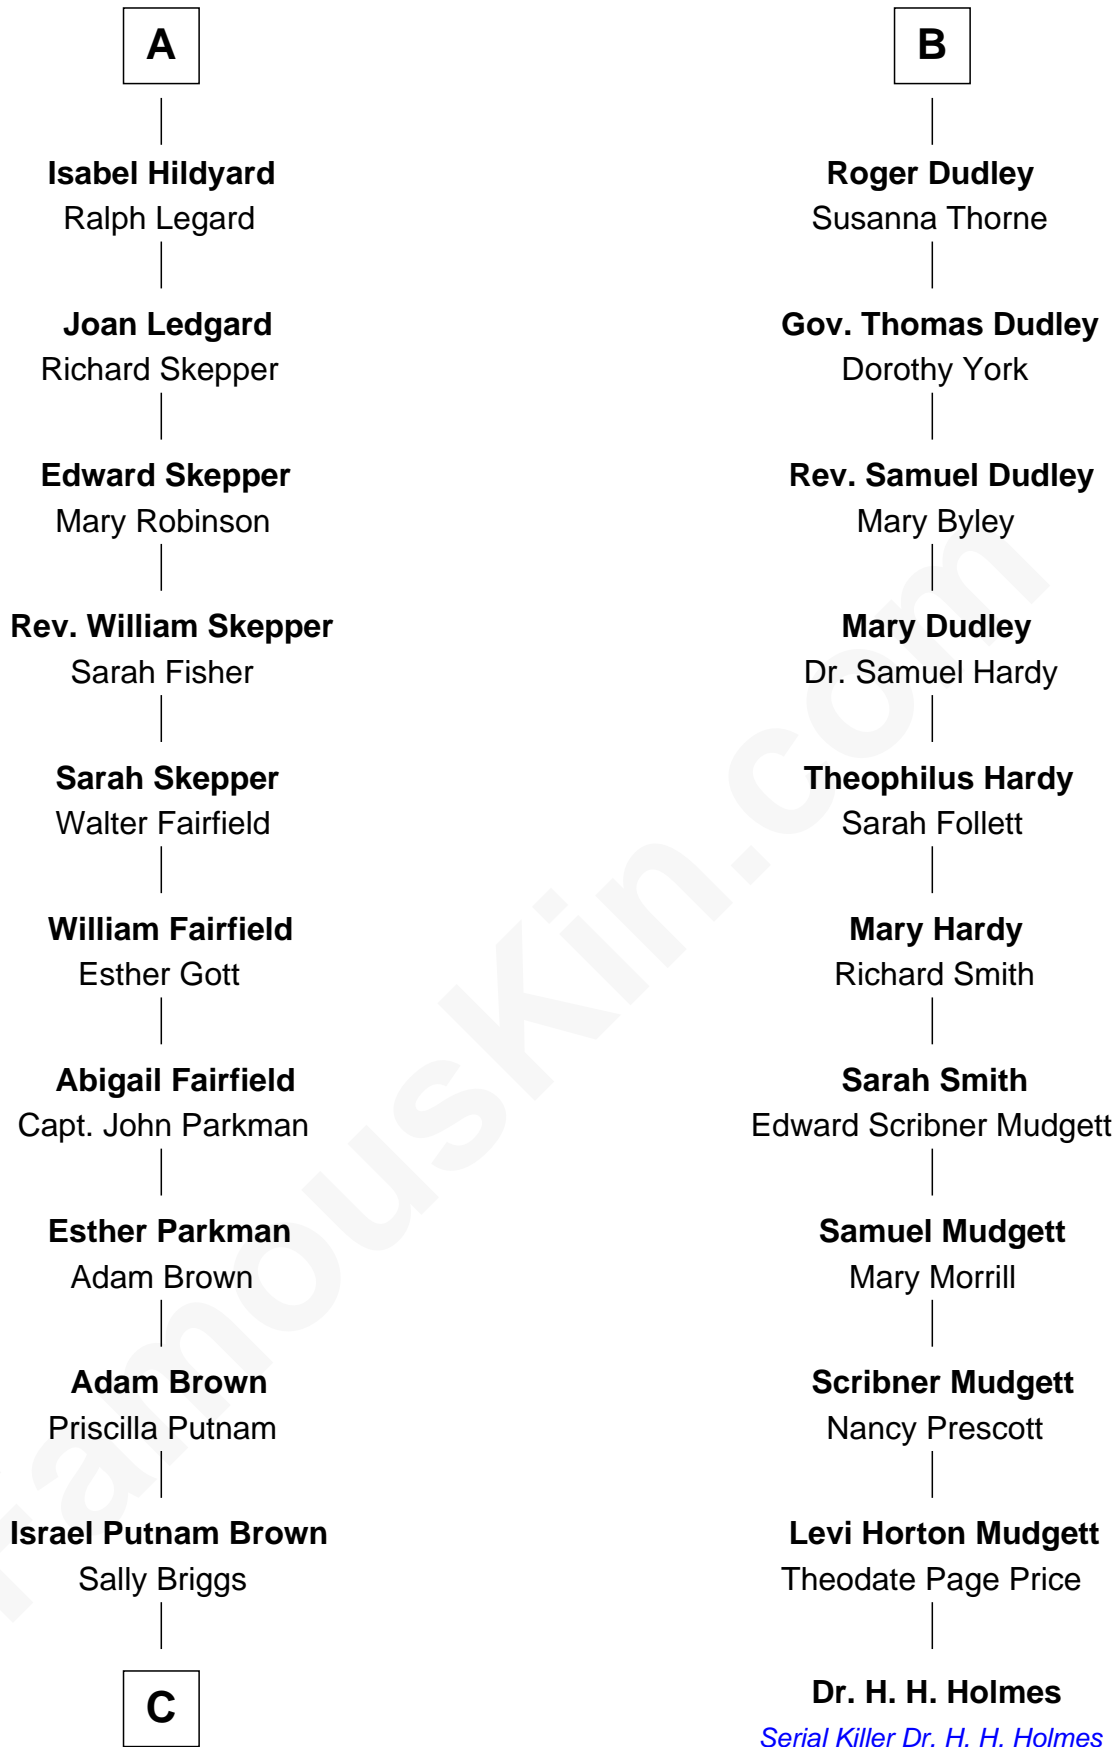 A
Isabel Hildyard
Ralph Legard
Joan Ledgard
Richard Skepper
Edward Skepper
Mary Robinson
Rev. William Skepper
Sarah Fisher
Sarah Skepper
Walter Fairfield
William Fairfield
Esther Gott
Abigail Fairfield
Capt. John Parkman
Esther Parkman
Adam Brown
Adam Brown
Priscilla Putnam
Israel Putnam Brown
Sally Briggs
C
B
Roger Dudley
Susanna Thorne
Gov. Thomas Dudley
Dorothy York
Rev. Samuel Dudley
Mary Byley
Mary Dudley
Dr. Samuel Hardy
Theophilus Hardy
Sarah Follett
Mary Hardy
Richard Smith
Sarah Smith
Edward Scribner Mudgett
Samuel Mudgett
Mary Morrill
Scribner Mudgett
Nancy Prescott
Levi Horton Mudgett
Theodate Page Price
Dr. H. H. Holmes
Serial Killer Dr. H. H. Holmes
FamousKin.com